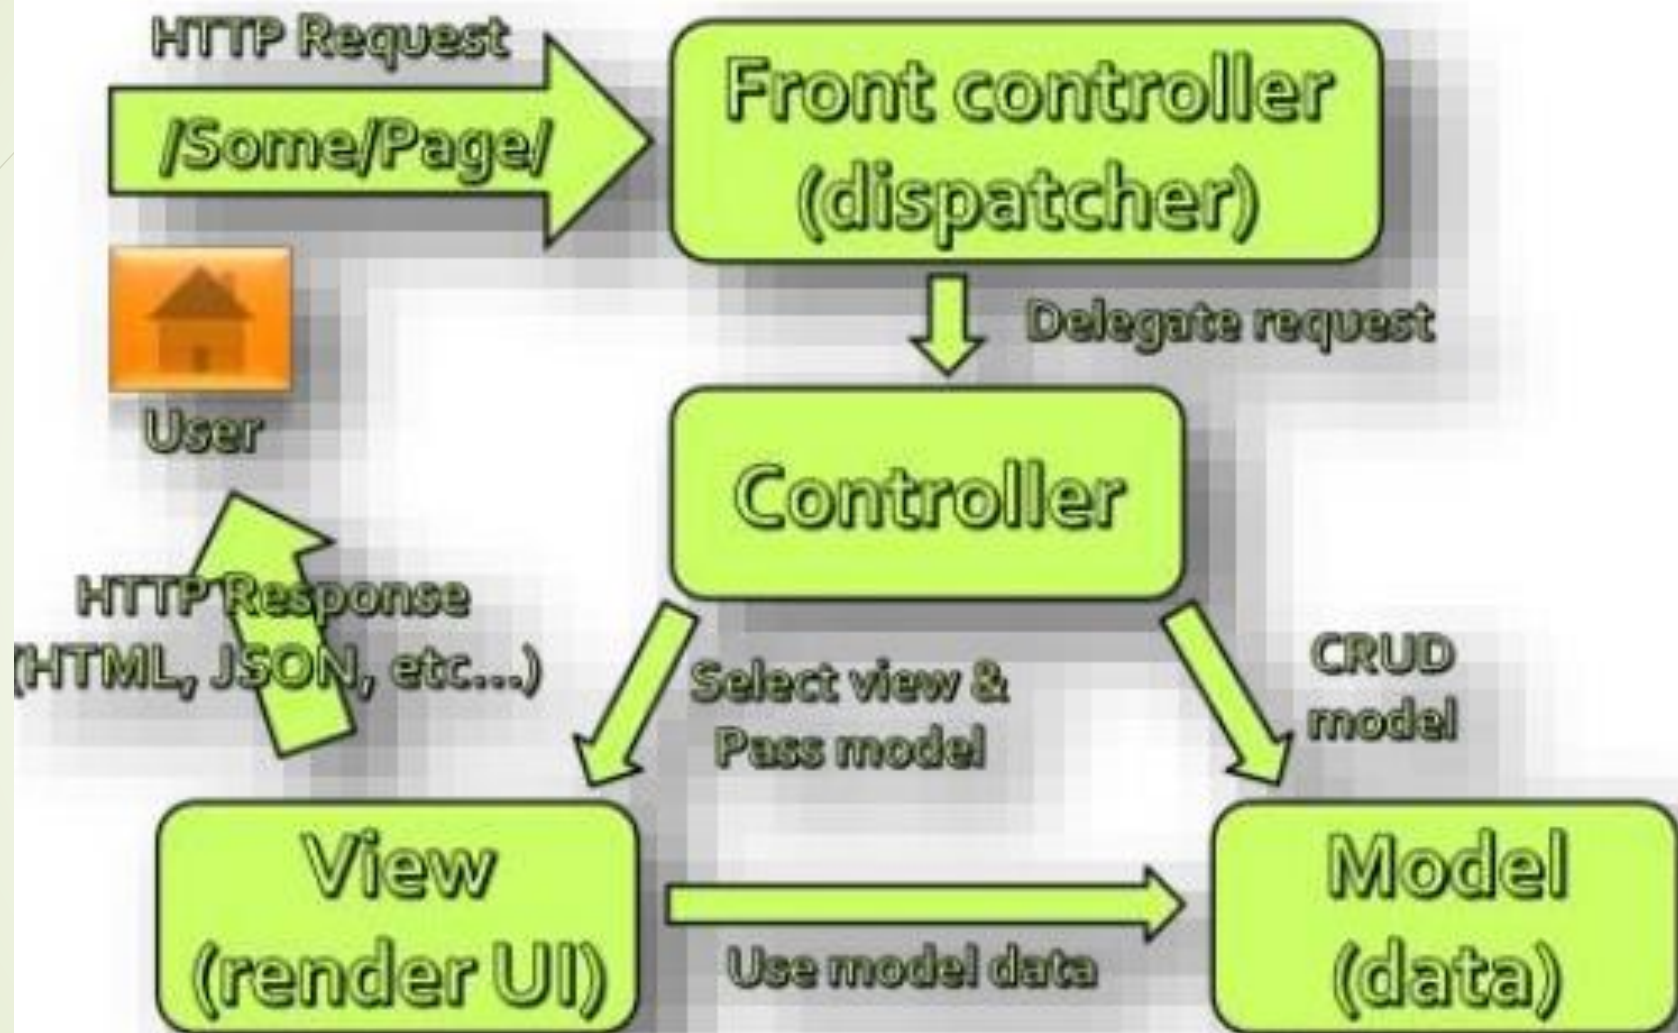 HTTP Request
/Some/Page/
Front controller
(dispatcher)
Delegate request
User
Controller
HTTP Response
(HTML, JSON, etc...)
Select view &
Pass model
CRUD
model
View
(render UI)
Use model data
Model
(data)